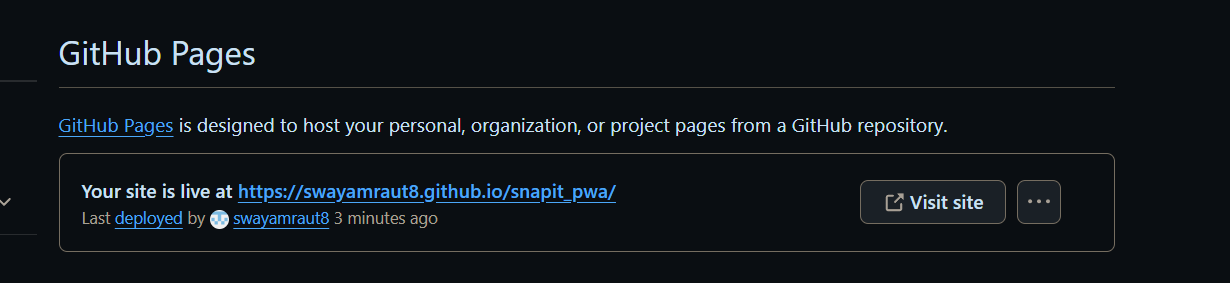 GitHub Pages
GitHub Pages is designed to host your personal, organization, or project pages from a GitHub repository.
Your site is live at https://swayamraut8.github.io/snapit_pwa/
Last deployed by swayamraut8 3 minutes ago
Visit site